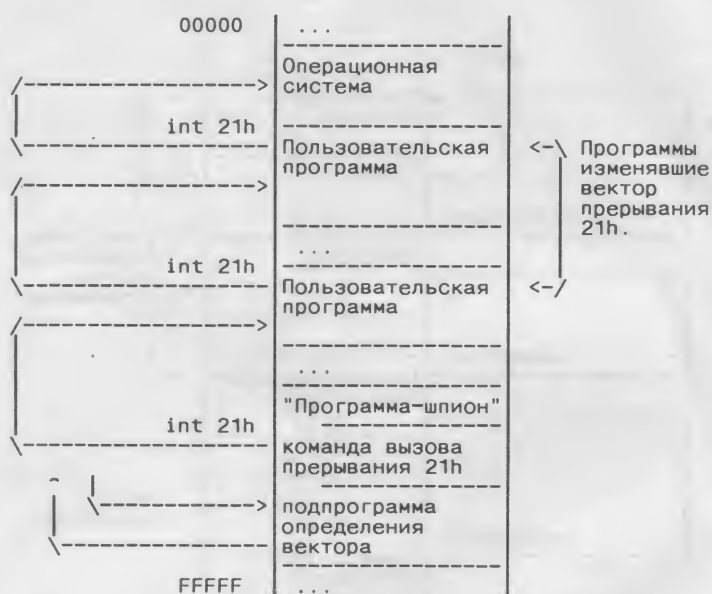 00000 ...
Операционная
система
int 21h
Пользовательская <-\ Программы
программа изменявшие
вектор
прерывания
21h.
...
int 21h
Пользовательская <-/
программа
...
"Программа-шпион"
int 21h
команда вызова
прерывания 21h
подпрограмма
определения
вектора
FFFFF ...